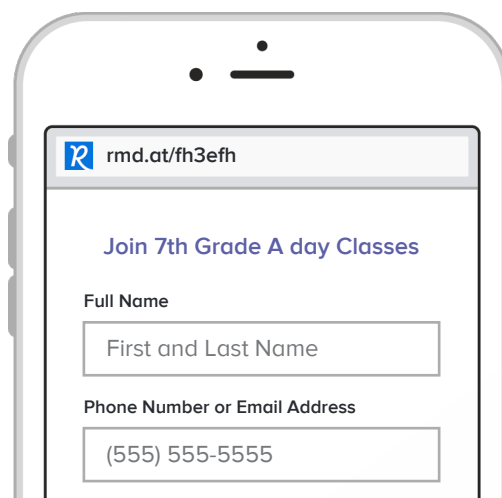 rmd.at/fh3efh
Join 7th Grade A day Classes
Full Name
First and Last Name
Phone Number or Email Address
(555) 555-5555